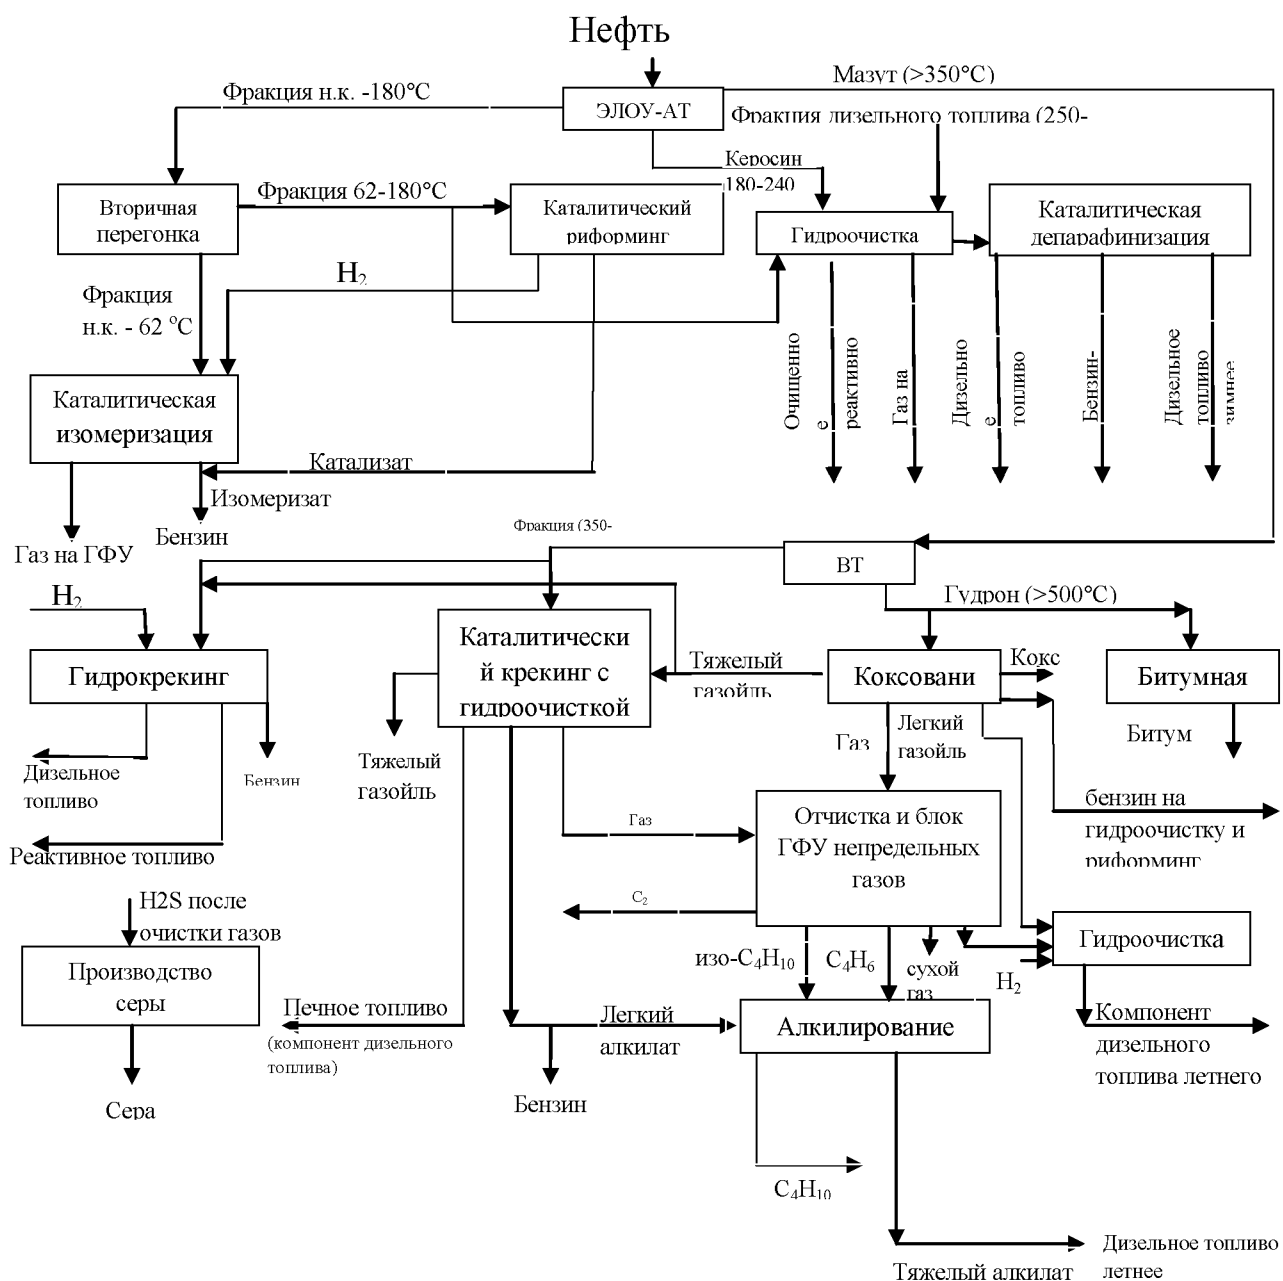 Нефть
Мазут (>350°С)
Фракция н.к. -180°С
ЭЛОУ-АТ
Фракция дизельного топлива (250-
Керосин
180-240
Фракция 62-180°С
Вторичная
перегонка
Каталитический
риформинг
Гидроочистка
Каталитическая
депарафинизация
H₂
Фракция
н.к. - 62 °С
Очищенно
е
реактивно
Газ на
Дизельно
е
топливо
Бензин-
Дизельное
топливо
зимнее
Каталитическая
изомеризация
Катализат
Изомеризат
Бензин
Газ на ГФУ
Фракция (350-
ВТ
H₂
Гудрон (>500°С)
Гидрокрекинг
Каталитически
й крекинг с
гидроочисткой
Тяжелый
газойль
Коксовани
Кокс
Битумная
Газ
Легкий
газойль
Битум
Дизельное
топливо
Бензин
Тяжелый
газойль
бензин на
гидроочистку и
риформинг
Газ
Отчистка и блок
ГФУ непредельных
газов
Реактивное топливо
H2S после
очистки газов
C₂
Гидроочистка
изо-C₄H₁₀
C₄H₆
сухой
газ
H₂
Производство
серы
Печное топливо
(компонент дизельного
топлива)
Легкий
алкилат
Алкилирование
Компонент
дизельного
топлива летнего
Сера
Бензин
C₄H₁₀
Тяжелый алкилат
Дизельное топливо
летнее